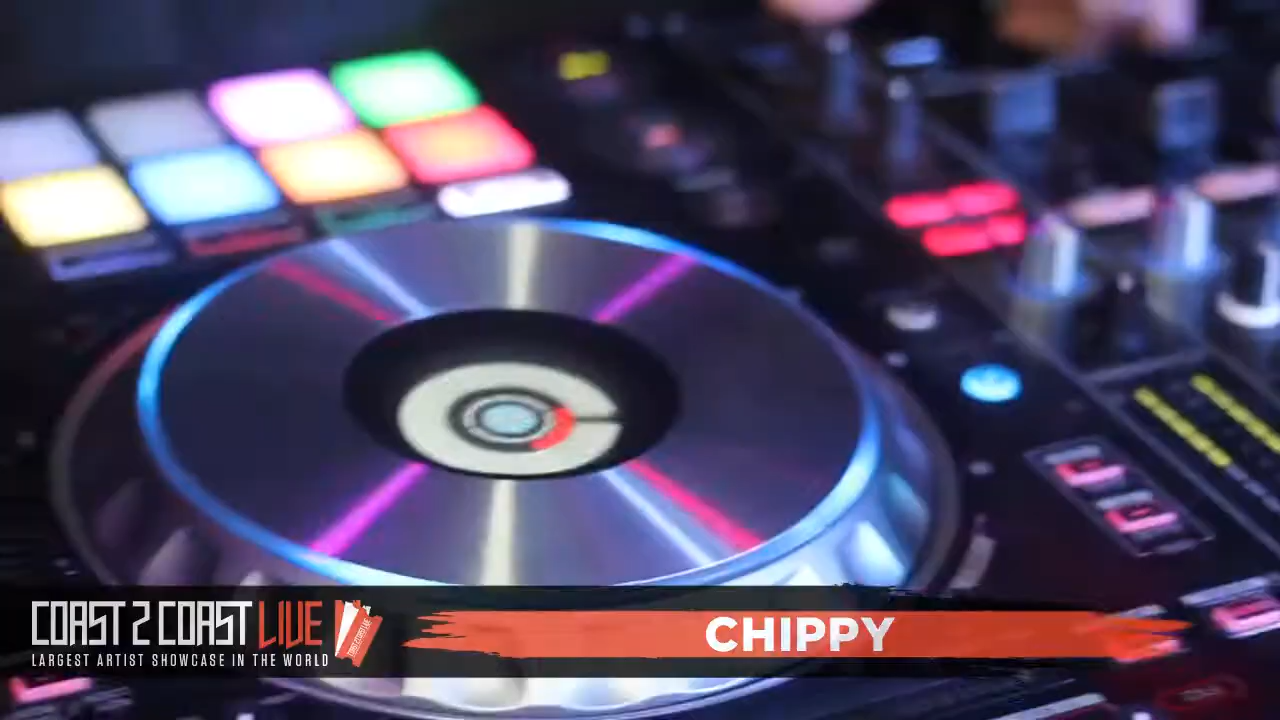 COAST 2 COAST LIVE
LARGEST ARTIST SHOWCASE IN THE WORLD
CHIPPY